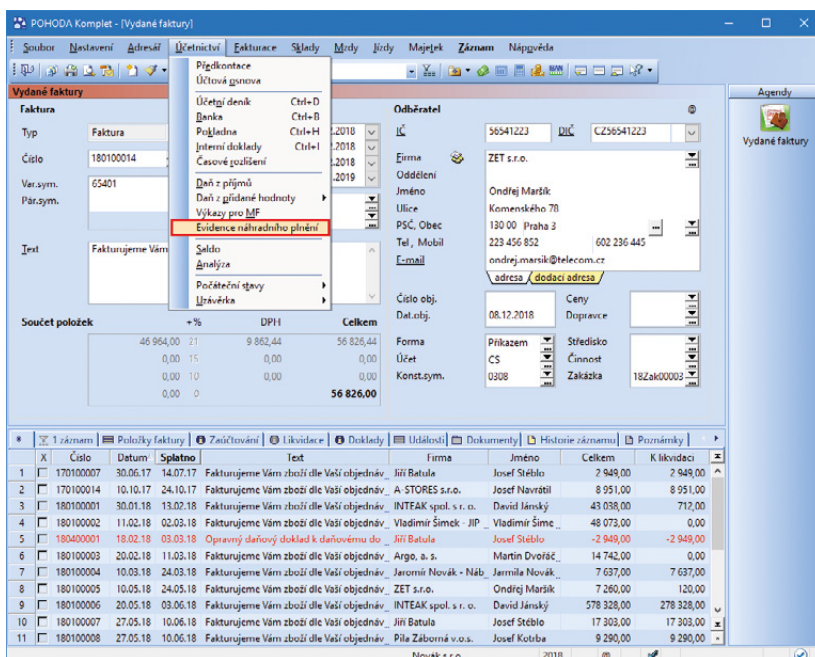 POHODA Komplet - [Vydané faktury]
Soubor Nastavení Adresář Účetnictví Fakturace Sklady Mzdy Jízdy Majetek Záznam Nápověda
Vydané faktury
Agendy
Vydané faktury
Předkontace
Účtová osnova
Účetní deník Ctrl+D
Banka Ctrl+B
Pokladna Ctrl+H
Interní doklady Ctrl+I
Časové rozlišení
Daň z příjmů
Daň z přidané hodnoty
Výkazy pro MF
Evidence náhradního plnění
Saldo
Analýza
Počáteční stavy
Uzávěrka
Faktura
Typ Faktura
Číslo 180100014
Var.sym. 65401
Pár.sym.
Text Fakturujeme Vám
.2018
.2018
.2018
.2019
Odběratel
IČ 56541223 DIČ CZ56541223
Firma ZET s.r.o.
Oddělení
Jméno Ondřej Maršík
Ulice Komenského 78
PSČ, Obec 130 00 Praha 3
Tel , Mobil 223 456 852 602 236 445
E-mail ondrej.marsik@telecom.cz
adresa dodací adresa
Číslo obj. Ceny
Dat.obj. 08.12.2018 Dopravce
Forma Příkazem Středisko
Účet CS Činnost
Konst.sym. 0308 Zakázka 18Zak00003
Součet položek +% DPH Celkem
46 964,00 21 9 862,44 56 826,44
0,00 15 0,00 0,00
0,00 10 0,00 0,00
0,00 0 56 826,00
* 1 záznam Položky faktury Zaúčtování Likvidace Doklady Události Dokumenty Historie záznamu Poznámky
X Číslo Datum Splatno Text Firma Jméno Celkem K likvidaci
1 170100007 30.06.17 14.07.17 Fakturujeme Vám zboží dle Vaší objednáv Jiří Batula Josef Stéblo 2 949,00 2 949,00
2 170100014 10.10.17 24.10.17 Fakturujeme Vám zboží dle Vaší objednáv A-STORES s.r.o. Josef Navrátil 8 951,00 8 951,00
3 180100001 30.01.18 13.02.18 Fakturujeme Vám zboží dle Vaší objednáv INTEAK spol. s r. o. David Jánský 43 038,00 712,00
4 180100002 11.02.18 02.03.18 Fakturujeme Vám zboží dle Vaší objednáv Vladimír Šimek - JIP Vladimír Šime 48 073,00 0,00
5 180400001 18.02.18 03.03.18 Opravný daňový doklad k daňovému do Jiří Batula Josef Stéblo -2 949,00 -2 949,00
6 180100003 20.02.18 11.03.18 Fakturujeme Vám zboží dle Vaší objednáv Argo, a. s. Martin Dvořáč 14 742,00 0,00
7 180100004 10.03.18 24.03.18 Fakturujeme Vám zboží dle Vaší objednáv Jaromír Novák - Náb Jarmila Novák 7 637,00 7 637,00
8 180100005 10.05.18 24.05.18 Fakturujeme Vám zboží dle Vaší objednáv ZET s.r.o. Ondřej Maršík 7 260,00 120,00
9 180100006 20.05.18 03.06.18 Fakturujeme Vám zboží dle Vaší objednáv INTEAK spol. s r. o. David Jánský 578 328,00 278 328,00
10 180100007 27.05.18 10.06.18 Fakturujeme Vám zboží dle Vaší objednáv Jiří Batula Josef Stéblo 17 303,00 17 303,00
11 180100008 27.05.18 10.06.18 Fakturujeme Vám zboží dle Vaší objednáv Pila Záborná v.o.s. Josef Kotrba 9 290,00 9 290,00
Novák s.r.o. 2018 @